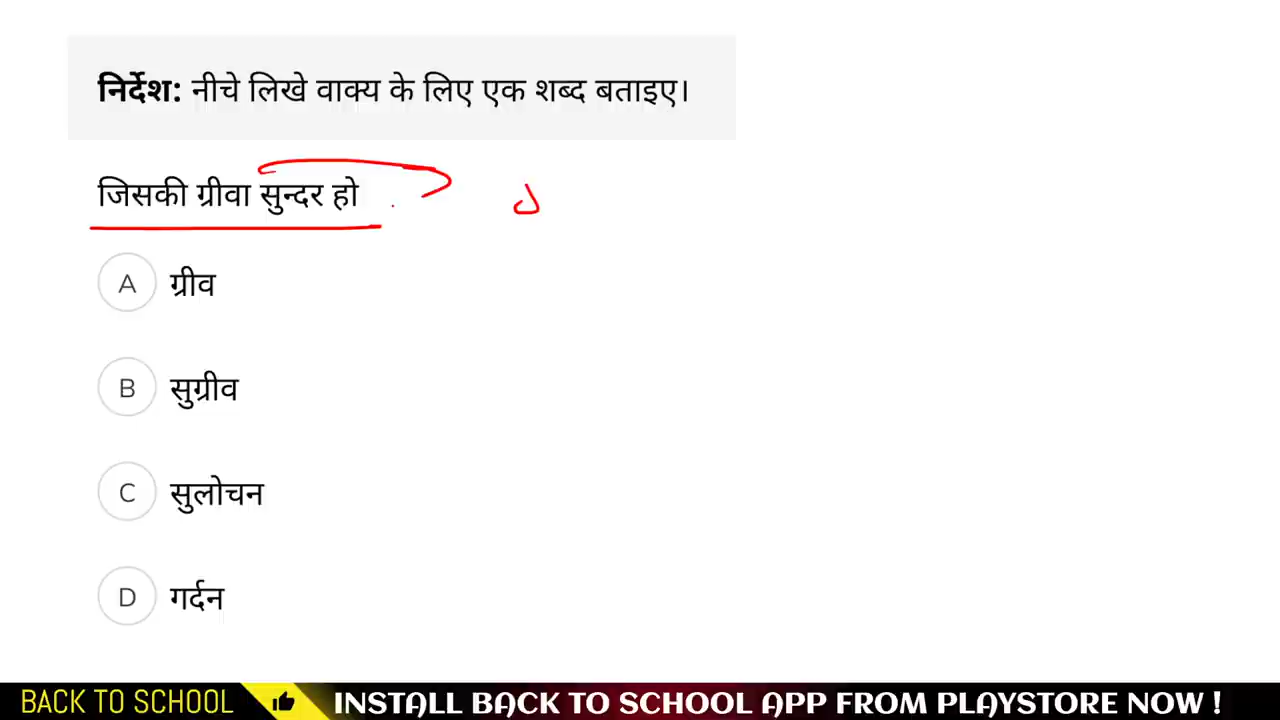 निर्देश: नीचे लिखे वाक्य के लिए एक शब्द बताइए।
जिसकी ग्रीवा सुन्दर हो
A ग्रीव
B सुग्रीव
C सुलोचन
D गर्दन
BACK TO SCHOOL INSTALL BACK TO SCHOOL APP FROM PLAYSTORE NOW !